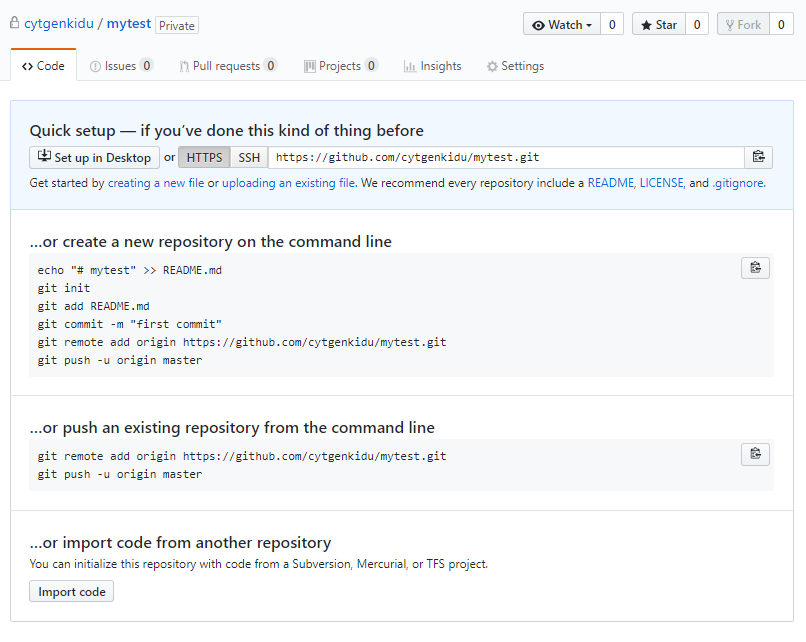 cytgenkidu / mytest Private Watch 0 Star 0 Fork 0
Code Issues 0 Pull requests 0 Projects 0 Insights Settings
Quick setup — if you’ve done this kind of thing before
Set up in Desktop or HTTPS SSH https://github.com/cytgenkidu/mytest.git
Get started by creating a new file or uploading an existing file. We recommend every repository include a README, LICENSE, and .gitignore.
…or create a new repository on the command line
echo "# mytest" >> README.md
git init
git add README.md
git commit -m "first commit"
git remote add origin https://github.com/cytgenkidu/mytest.git
git push -u origin master
…or push an existing repository from the command line
git remote add origin https://github.com/cytgenkidu/mytest.git
git push -u origin master
…or import code from another repository
You can initialize this repository with code from a Subversion, Mercurial, or TFS project.
Import code